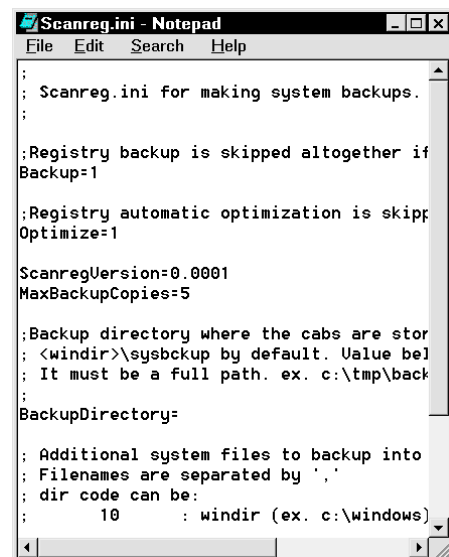 Scanreg.ini - Notepad
File Edit Search Help
;
; Scanreg.ini for making system backups.
;
;Registry backup is skipped altogether if
Backup=1
;Registry automatic optimization is skipp
Optimize=1
ScanregVersion=0.0001
MaxBackupCopies=5
;Backup directory where the cabs are stor
; <windir>\sysbckup by default. Value bel
; It must be a full path. ex. c:\tmp\back
;
BackupDirectory=
; Additional system files to backup into
; Filenames are separated by ','
; dir code can be:
; 10 : windir (ex. c:\windows)